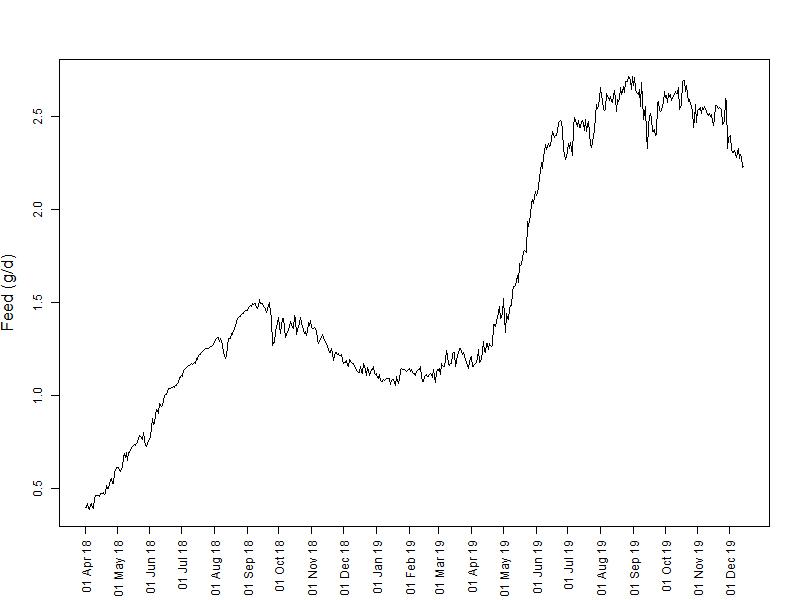 Feed (g/d)
2.5
2.0
1.5
1.0
0.5
01 Apr 18
01 May 18
01 Jun 18
01 Jul 18
01 Aug 18
01 Sep 18
01 Oct 18
01 Nov 18
01 Dec 18
01 Jan 19
01 Feb 19
01 Mar 19
01 Apr 19
01 May 19
01 Jun 19
01 Jul 19
01 Aug 19
01 Sep 19
01 Oct 19
01 Nov 19
01 Dec 19